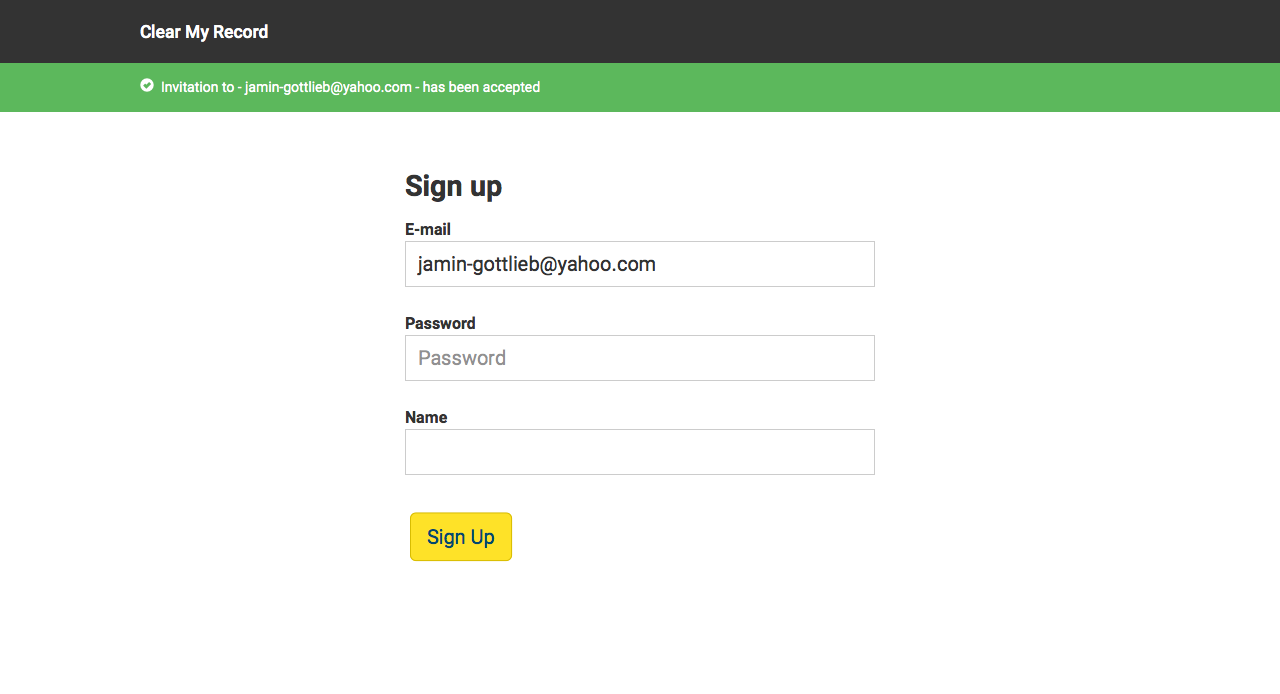 Clear My Record
Invitation to - jamin-gottlieb@yahoo.com - has been accepted
Sign up
E-mail
jamin-gottlieb@yahoo.com
Password
Password
Name
Sign Up